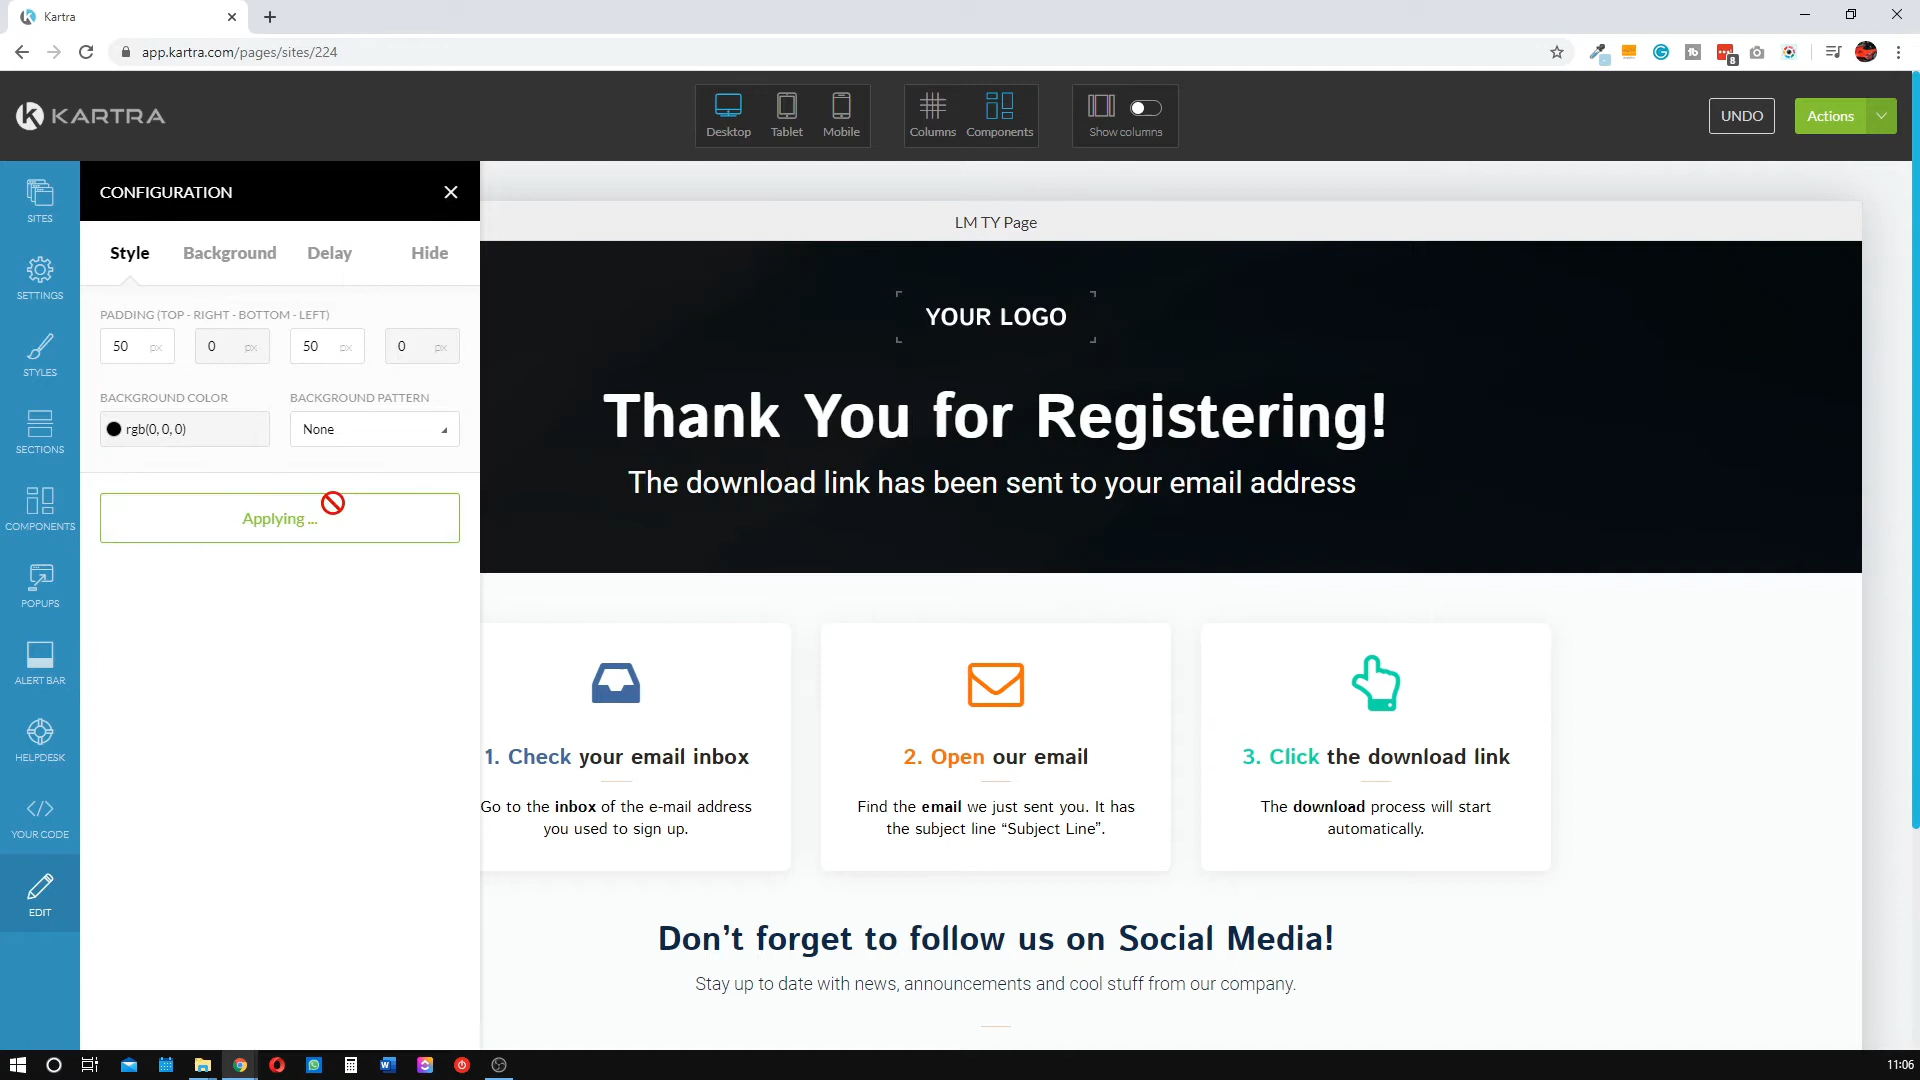 Kartra
app.kartra.com/pages/sites/224
8
KARTRA
Desktop
Tablet
Mobile
Columns
Components
Show columns
UNDO
Actions
SITES
SETTINGS
STYLES
SECTIONS
COMPONENTS
POPUPS
ALERT BAR
HELPDESK
YOUR CODE
EDIT
CONFIGURATION
Style
Background
Delay
Hide
PADDING (TOP - RIGHT - BOTTOM - LEFT)
50 px
0 px
50 px
0 px
BACKGROUND COLOR
BACKGROUND PATTERN
rgb(0, 0, 0)
None
Applying ...
LM TY Page
YOUR LOGO
Thank You for Registering!
The download link has been sent to your email address
1. Check your email inbox
Go to the inbox of the e-mail address
you used to sign up.
2. Open our email
Find the email we just sent you. It has
the subject line “Subject Line”.
3. Click the download link
The download process will start
automatically.
Don’t forget to follow us on Social Media!
Stay up to date with news, announcements and cool stuff from our company.
11:06